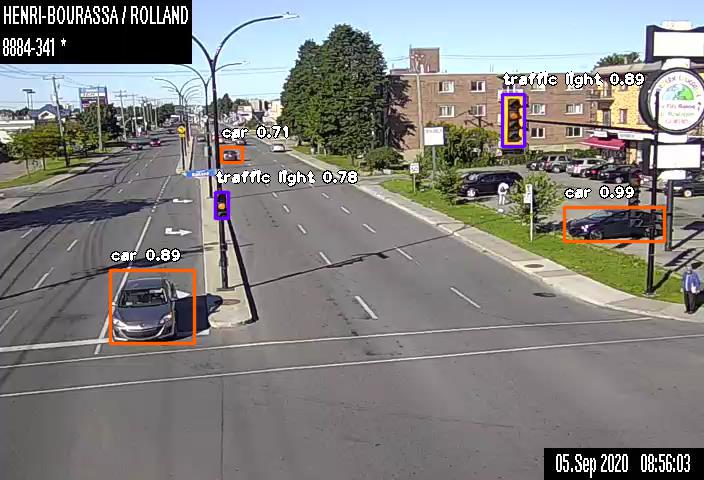 HENRI-BOURASSA / ROLLAND
8884-341 *
traffic light 0.89
car 0.71
traffic light 0.78
car 0.99
car 0.89
05.Sep 2020 08:56:03